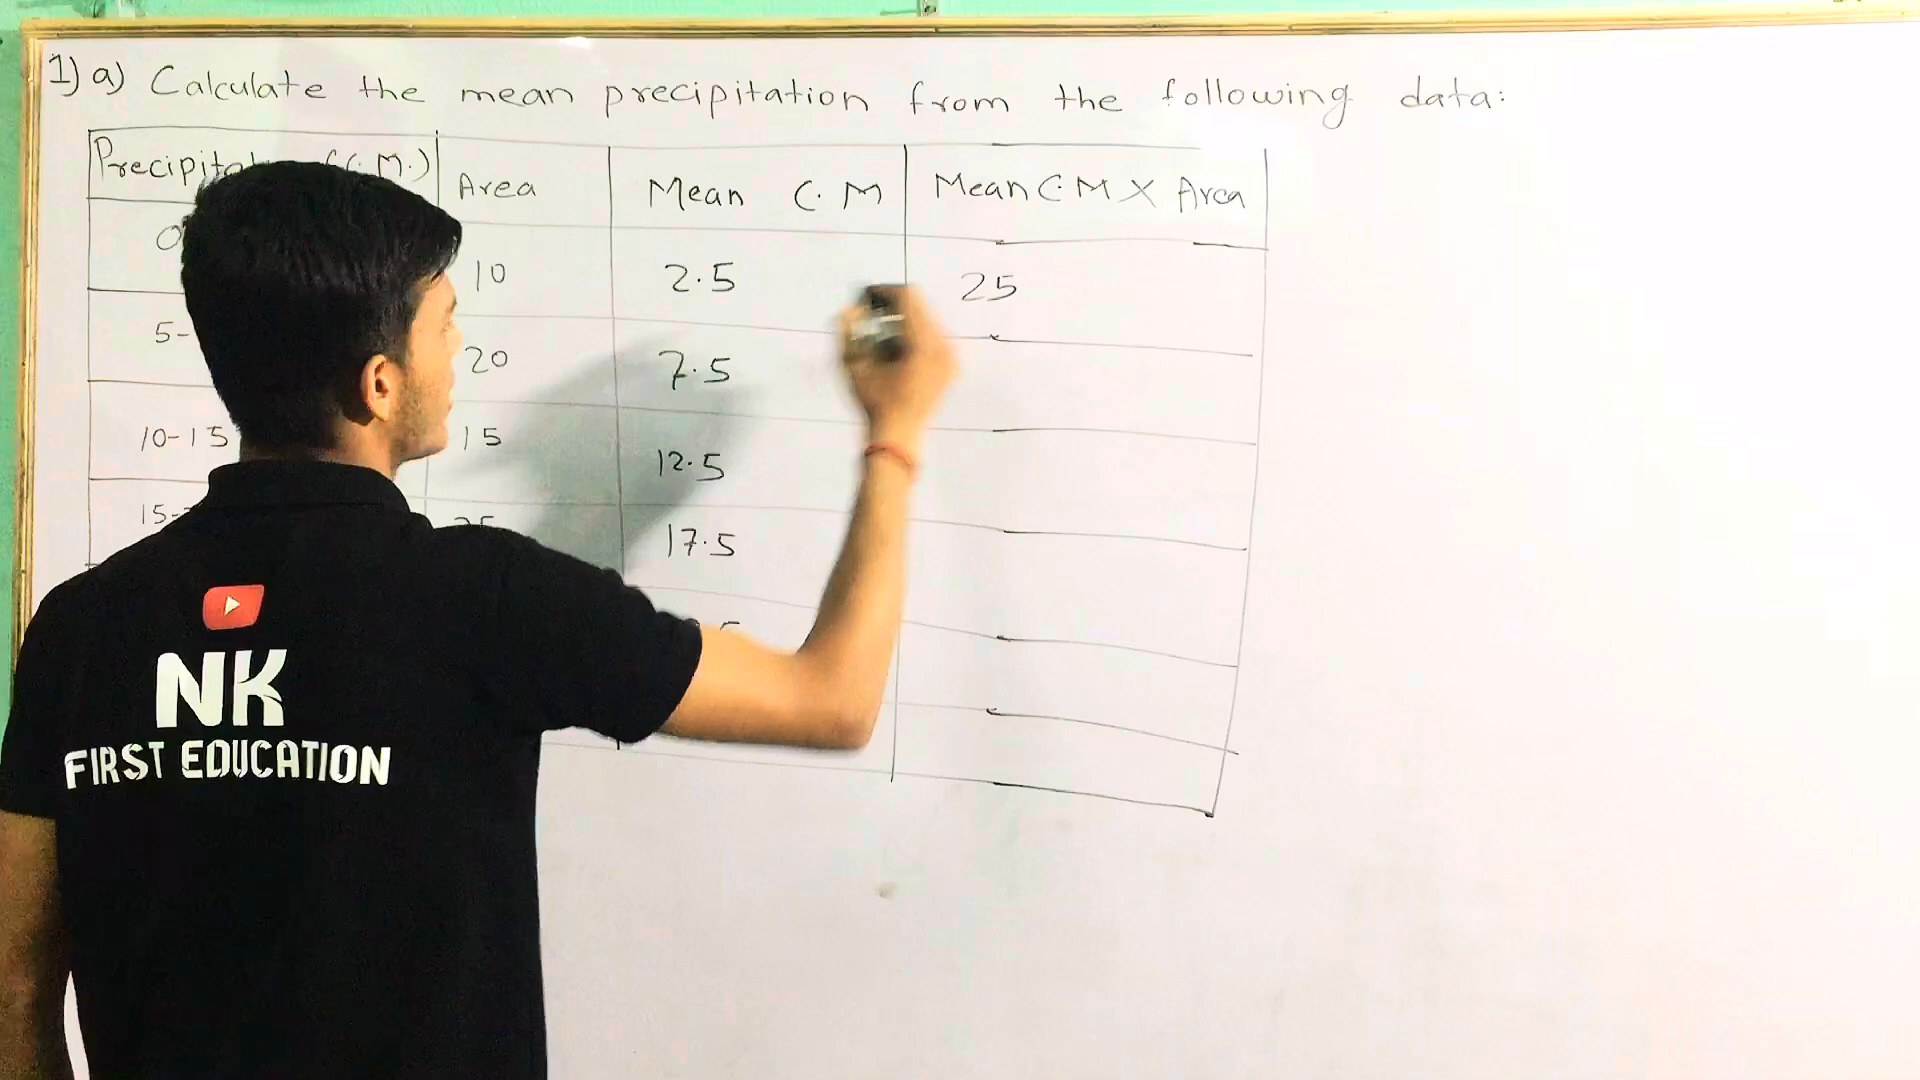 1) a) Calculate the mean precipitation from the following data:
Area Mean C.M Mean C.M X Area
10 2.5 25
20 7.5
10-15 15 12.5
17.5
NK
FIRST EDUCATION